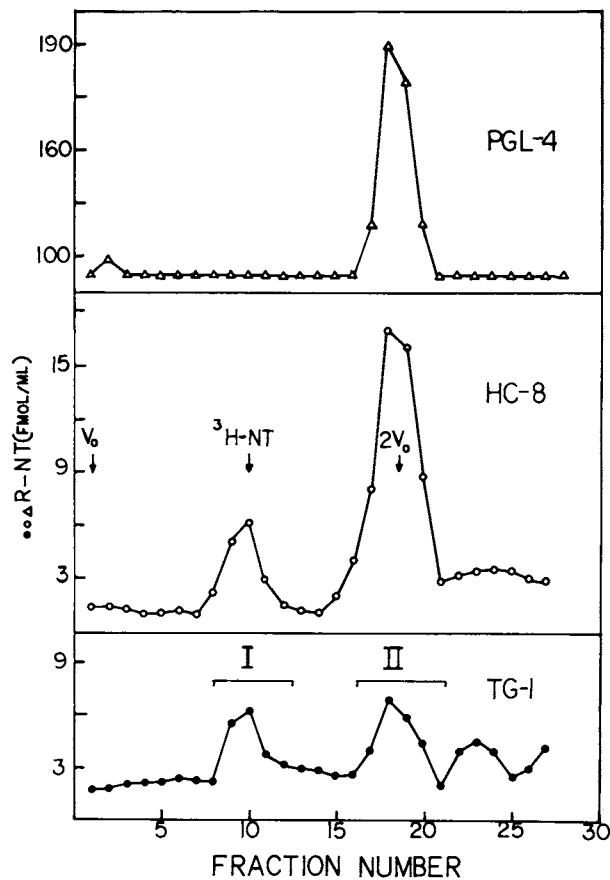 190
160
100
PGL-4
●○△R-NT(FMOL/ML)
15
9
3
HC-8
V₀
³H-NT
2V₀
9
3
I
II
TG-1
5 10 15 20 25 30
FRACTION NUMBER